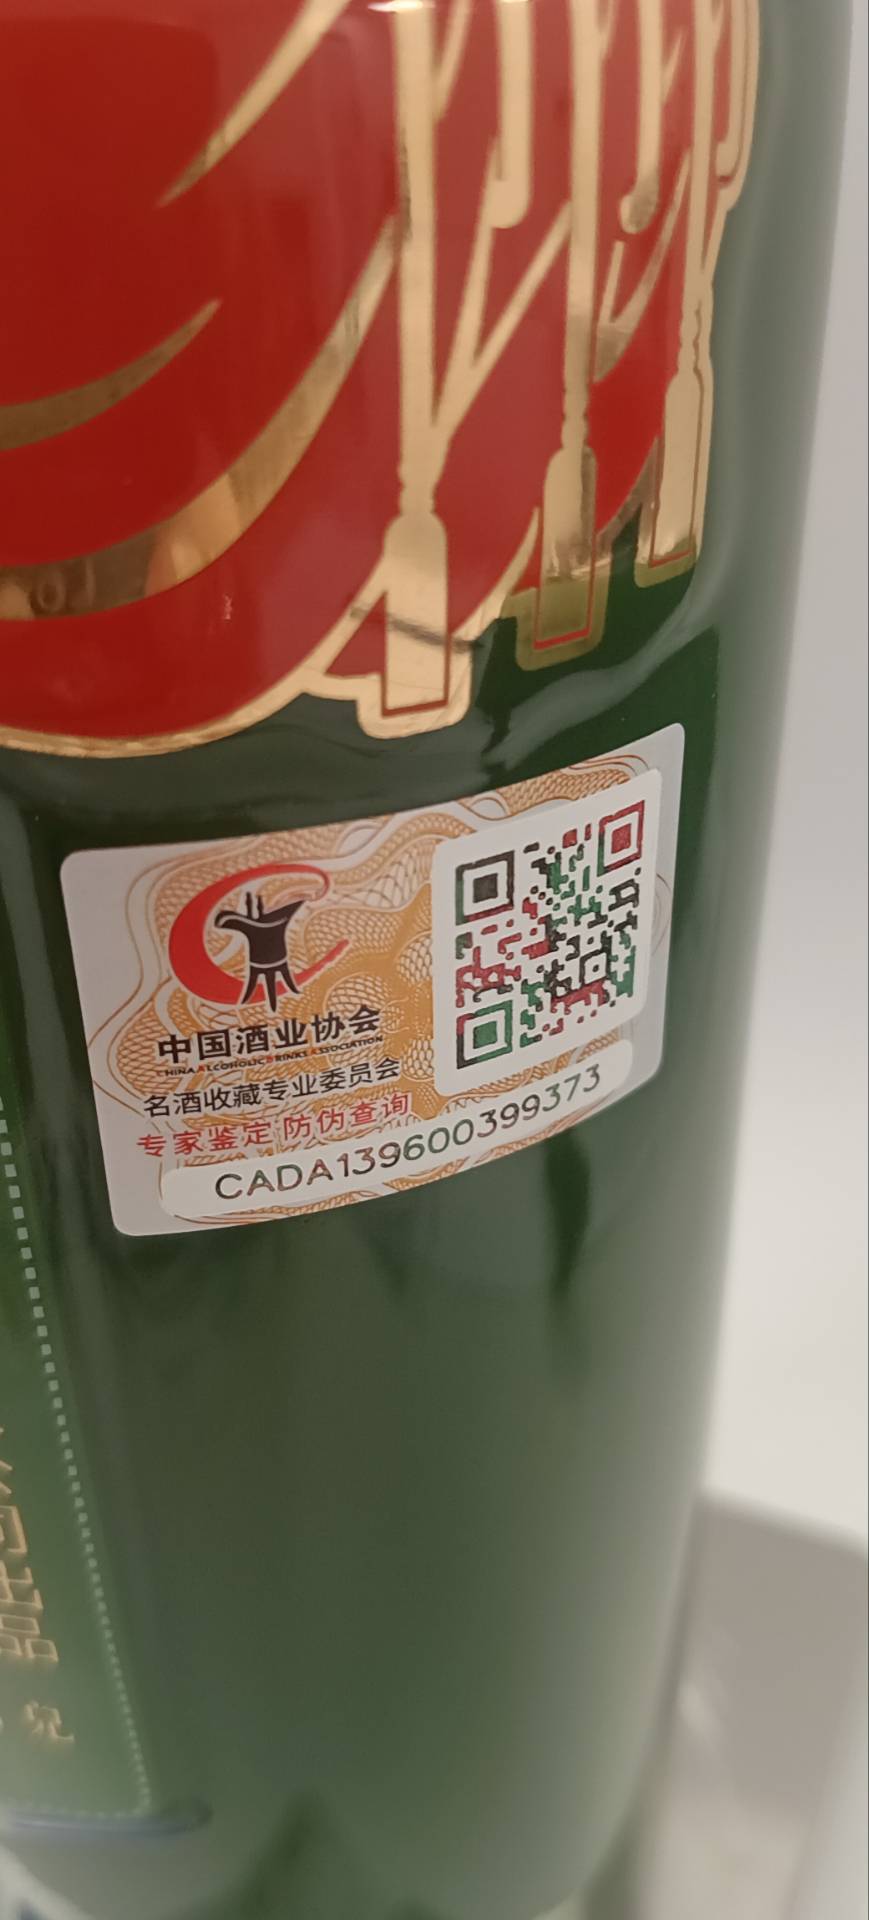 中国酒业协会
CHINA ALCOHOLIC DRINKS ASSOCIATION
名酒收藏专业委员会
专家鉴定 防伪查询
CADA139600399373